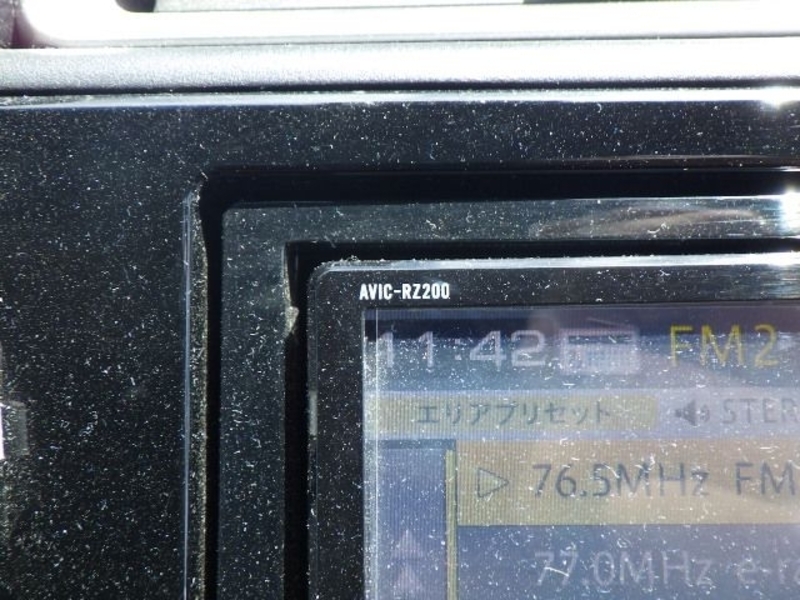 AVIC-RZ200
11:42 FM2
エリアプリセット STER
76.5MHz FM
77.0MHz e-ra